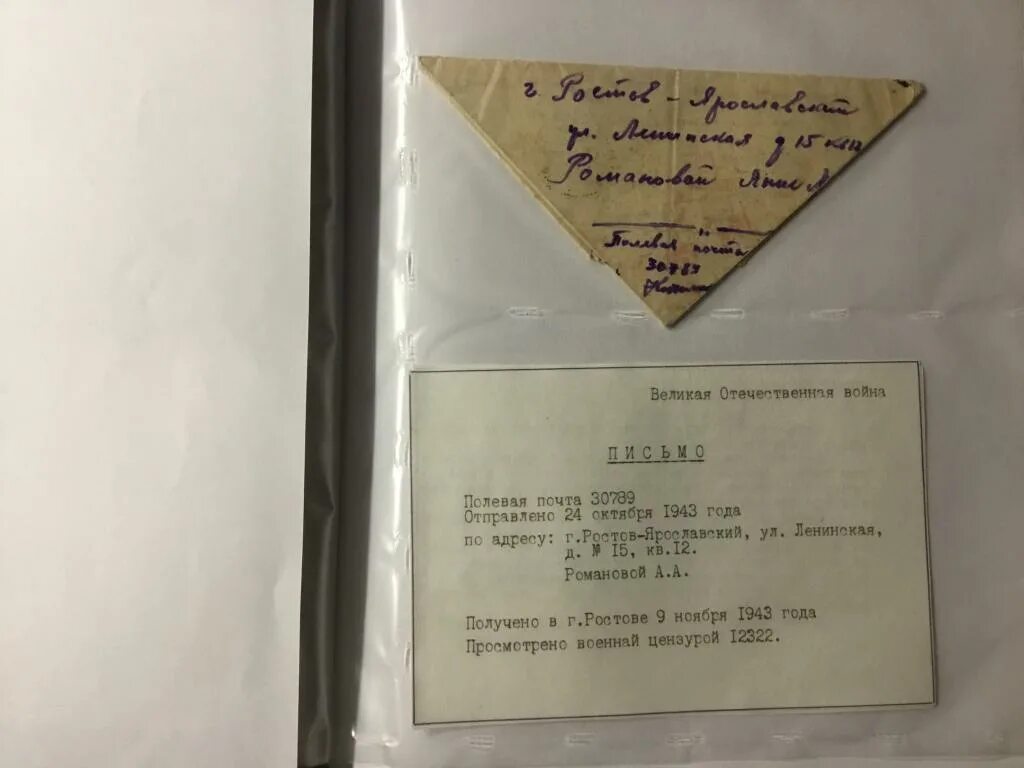 г. Ростов-Ярославский
ул. Ленинская д 15 кв 12
Романовой Анне А
Полевая почта
30789
Великая Отечественная война
ПИСЬМО
Полевая почта 30789
Отправлено 24 октября 1943 года
по адресу: г.Ростов-Ярославский, ул. Ленинская,
д. № 15, кв.12.
Романовой А.А.
Получено в г.Ростове 9 ноября 1943 года
Просмотрено военнай цензурой 12322.